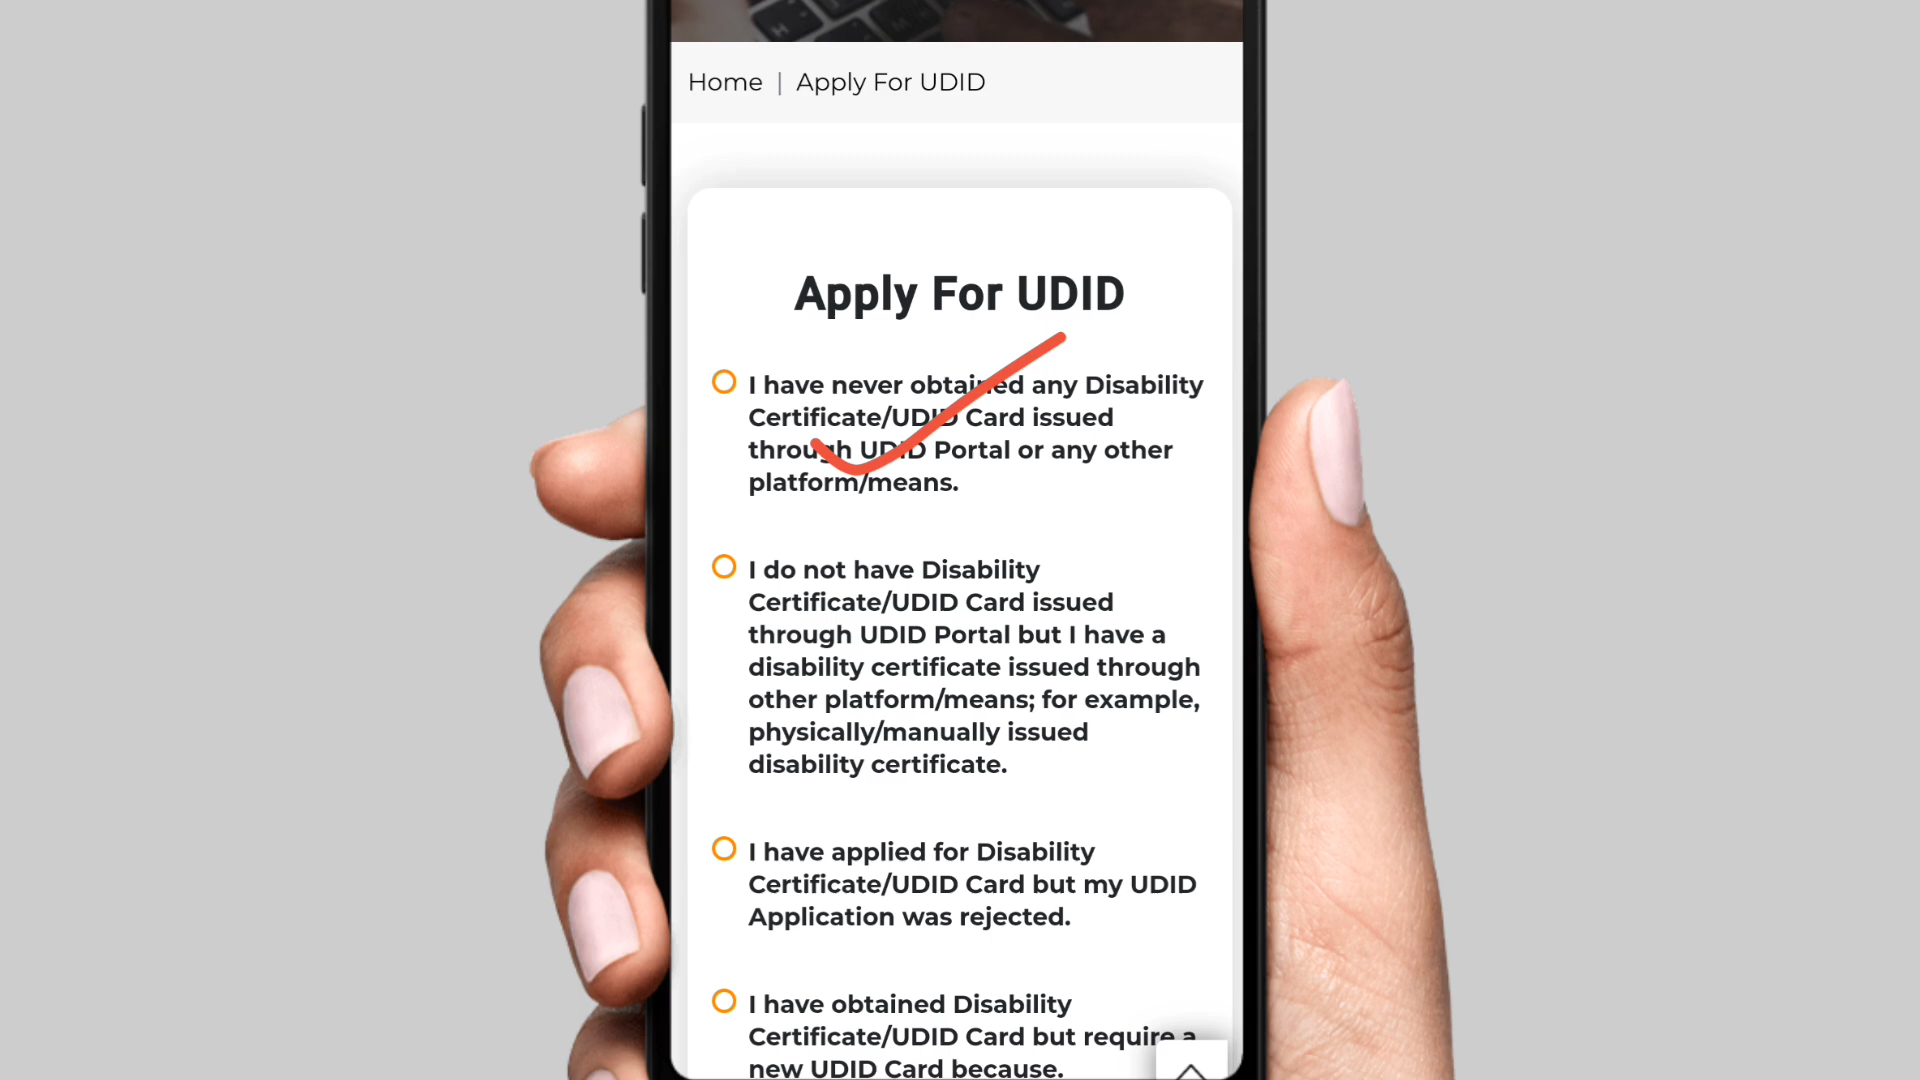 Home | Apply For UDID
Apply For UDID
I have never obtained any Disability
Certificate/UDID Card issued
through UDID Portal or any other
platform/means.
I do not have Disability
Certificate/UDID Card issued
through UDID Portal but I have a
disability certificate issued through
other platform/means; for example,
physically/manually issued
disability certificate.
I have applied for Disability
Certificate/UDID Card but my UDID
Application was rejected.
I have obtained Disability
Certificate/UDID Card but require a
new UDID Card because.